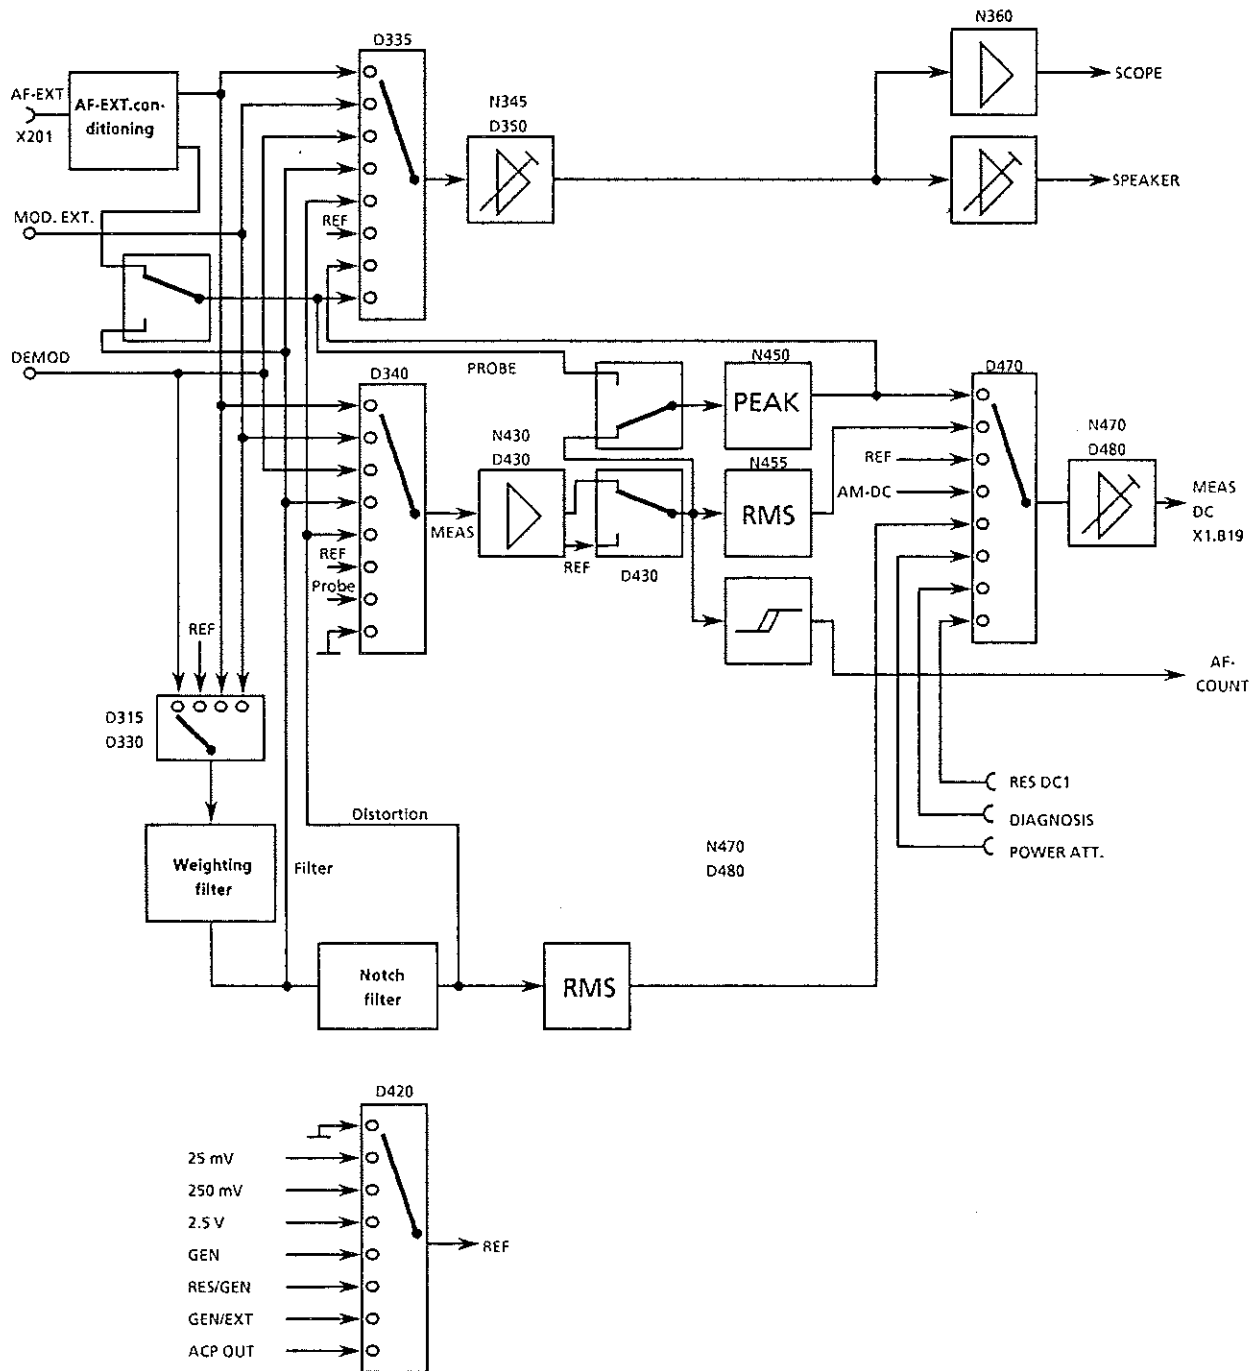 N360
D335
AF-EXT
AF-EXT.con-
ditioning
SCOPE
X201
N345
D350
SPEAKER
MOD. EXT.
REF
DEMOD
PROBE
N450
D470
D340
PEAK
N430
D430
N455
REF
N470
D480
AM-DC
MEAS
DC
X1.B19
RMS
MEAS
REF
REF
D430
Probe
REF
AF-
COUNT
D315
D330
RES DC1
Distortion
DIAGNOSIS
N470
D480
POWER ATT.
Weighting
filter
Filter
Notch
filter
RMS
D420
25 mV
250 mV
2.5 V
REF
GEN
RES/GEN
GEN/EXT
ACP OUT